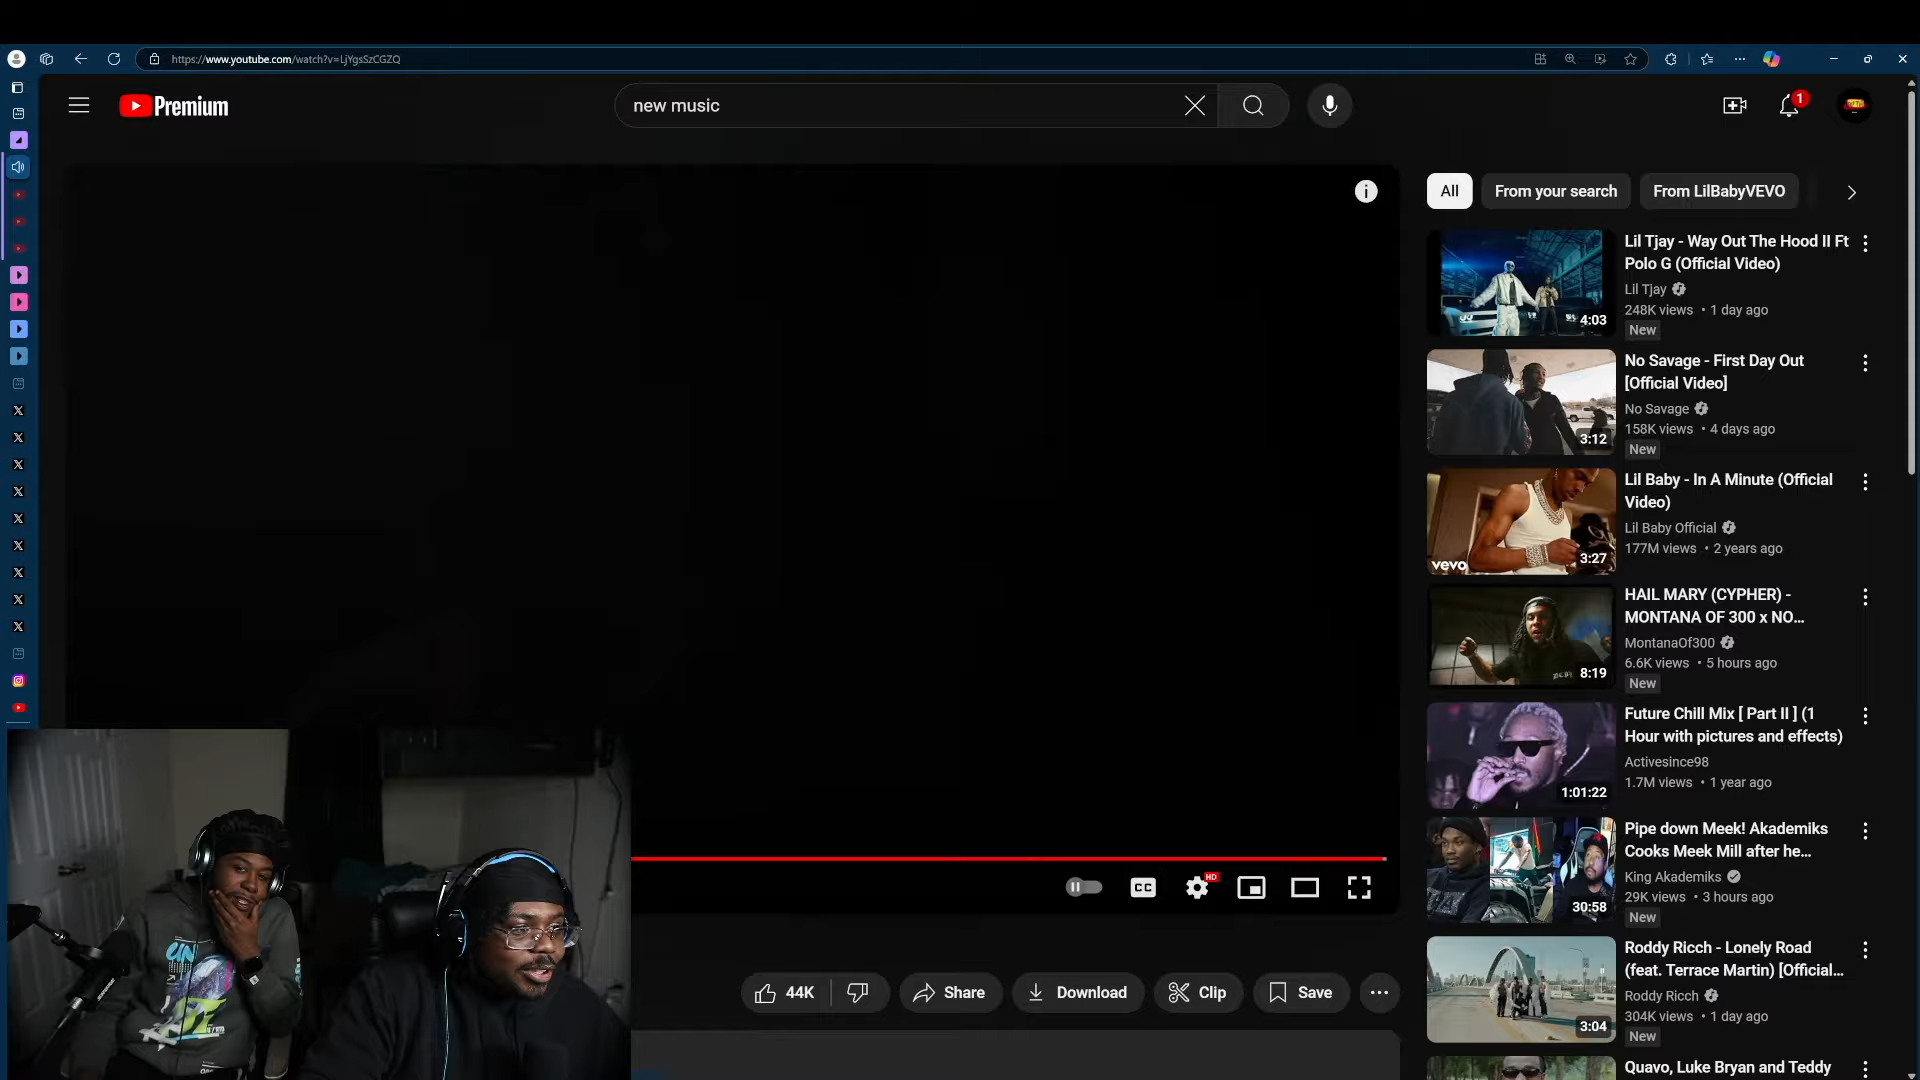 https://www.youtube.com/watch?v=LjYgsSzCGZQ
Premium
new music
1
All
From your search
From LilBabyVEVO
Lil Tjay - Way Out The Hood II Ft
Polo G (Official Video)
Lil Tjay
248K views • 1 day ago
New
4:03
No Savage - First Day Out
[Official Video]
No Savage
158K views • 4 days ago
New
3:12
Lil Baby - In A Minute (Official
Video)
Lil Baby Official
177M views • 2 years ago
vevo
3:27
HAIL MARY (CYPHER) -
MONTANA OF 300 x NO...
MontanaOf300
6.6K views • 5 hours ago
New
8:19
Future Chill Mix [ Part II ] (1
Hour with pictures and effects)
Activesince98
1.7M views • 1 year ago
1:01:22
Pipe down Meek! Akademiks
Cooks Meek Mill after he...
King Akademiks
29K views • 3 hours ago
New
30:58
Roddy Ricch - Lonely Road
(feat. Terrace Martin) [Official...
Roddy Ricch
304K views • 1 day ago
New
3:04
Quavo, Luke Bryan and Teddy
CC
HD
44K
Share
Download
Clip
Save